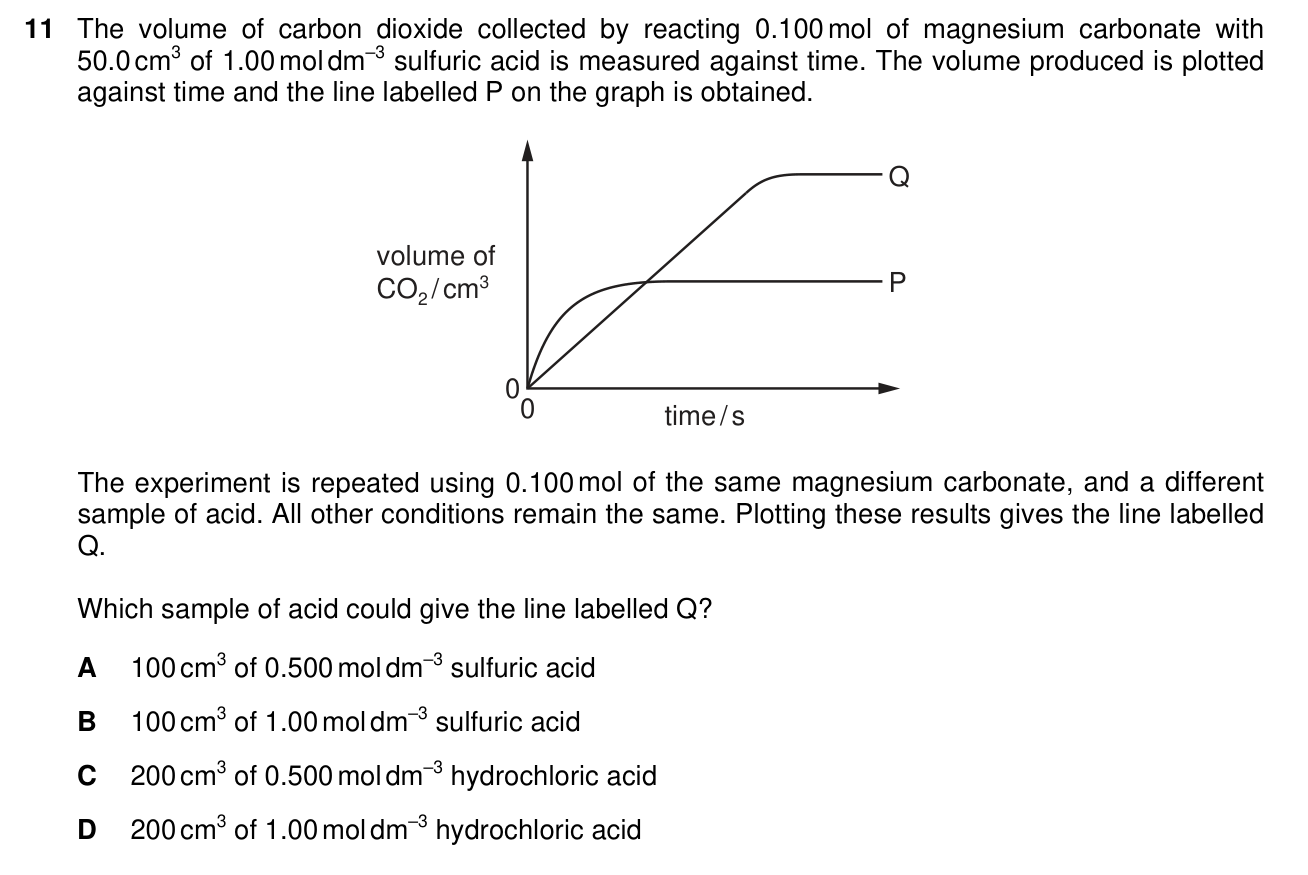 11 The volume of carbon dioxide collected by reacting 0.100 mol of magnesium carbonate with
50.0 cm³ of 1.00 mol dm⁻³ sulfuric acid is measured against time. The volume produced is plotted
against time and the line labelled P on the graph is obtained.
Q
volume of
CO₂ / cm³
P
0
0
time / s
The experiment is repeated using 0.100 mol of the same magnesium carbonate, and a different
sample of acid. All other conditions remain the same. Plotting these results gives the line labelled
Q.
Which sample of acid could give the line labelled Q?
A 100 cm³ of 0.500 mol dm⁻³ sulfuric acid
B 100 cm³ of 1.00 mol dm⁻³ sulfuric acid
C 200 cm³ of 0.500 mol dm⁻³ hydrochloric acid
D 200 cm³ of 1.00 mol dm⁻³ hydrochloric acid